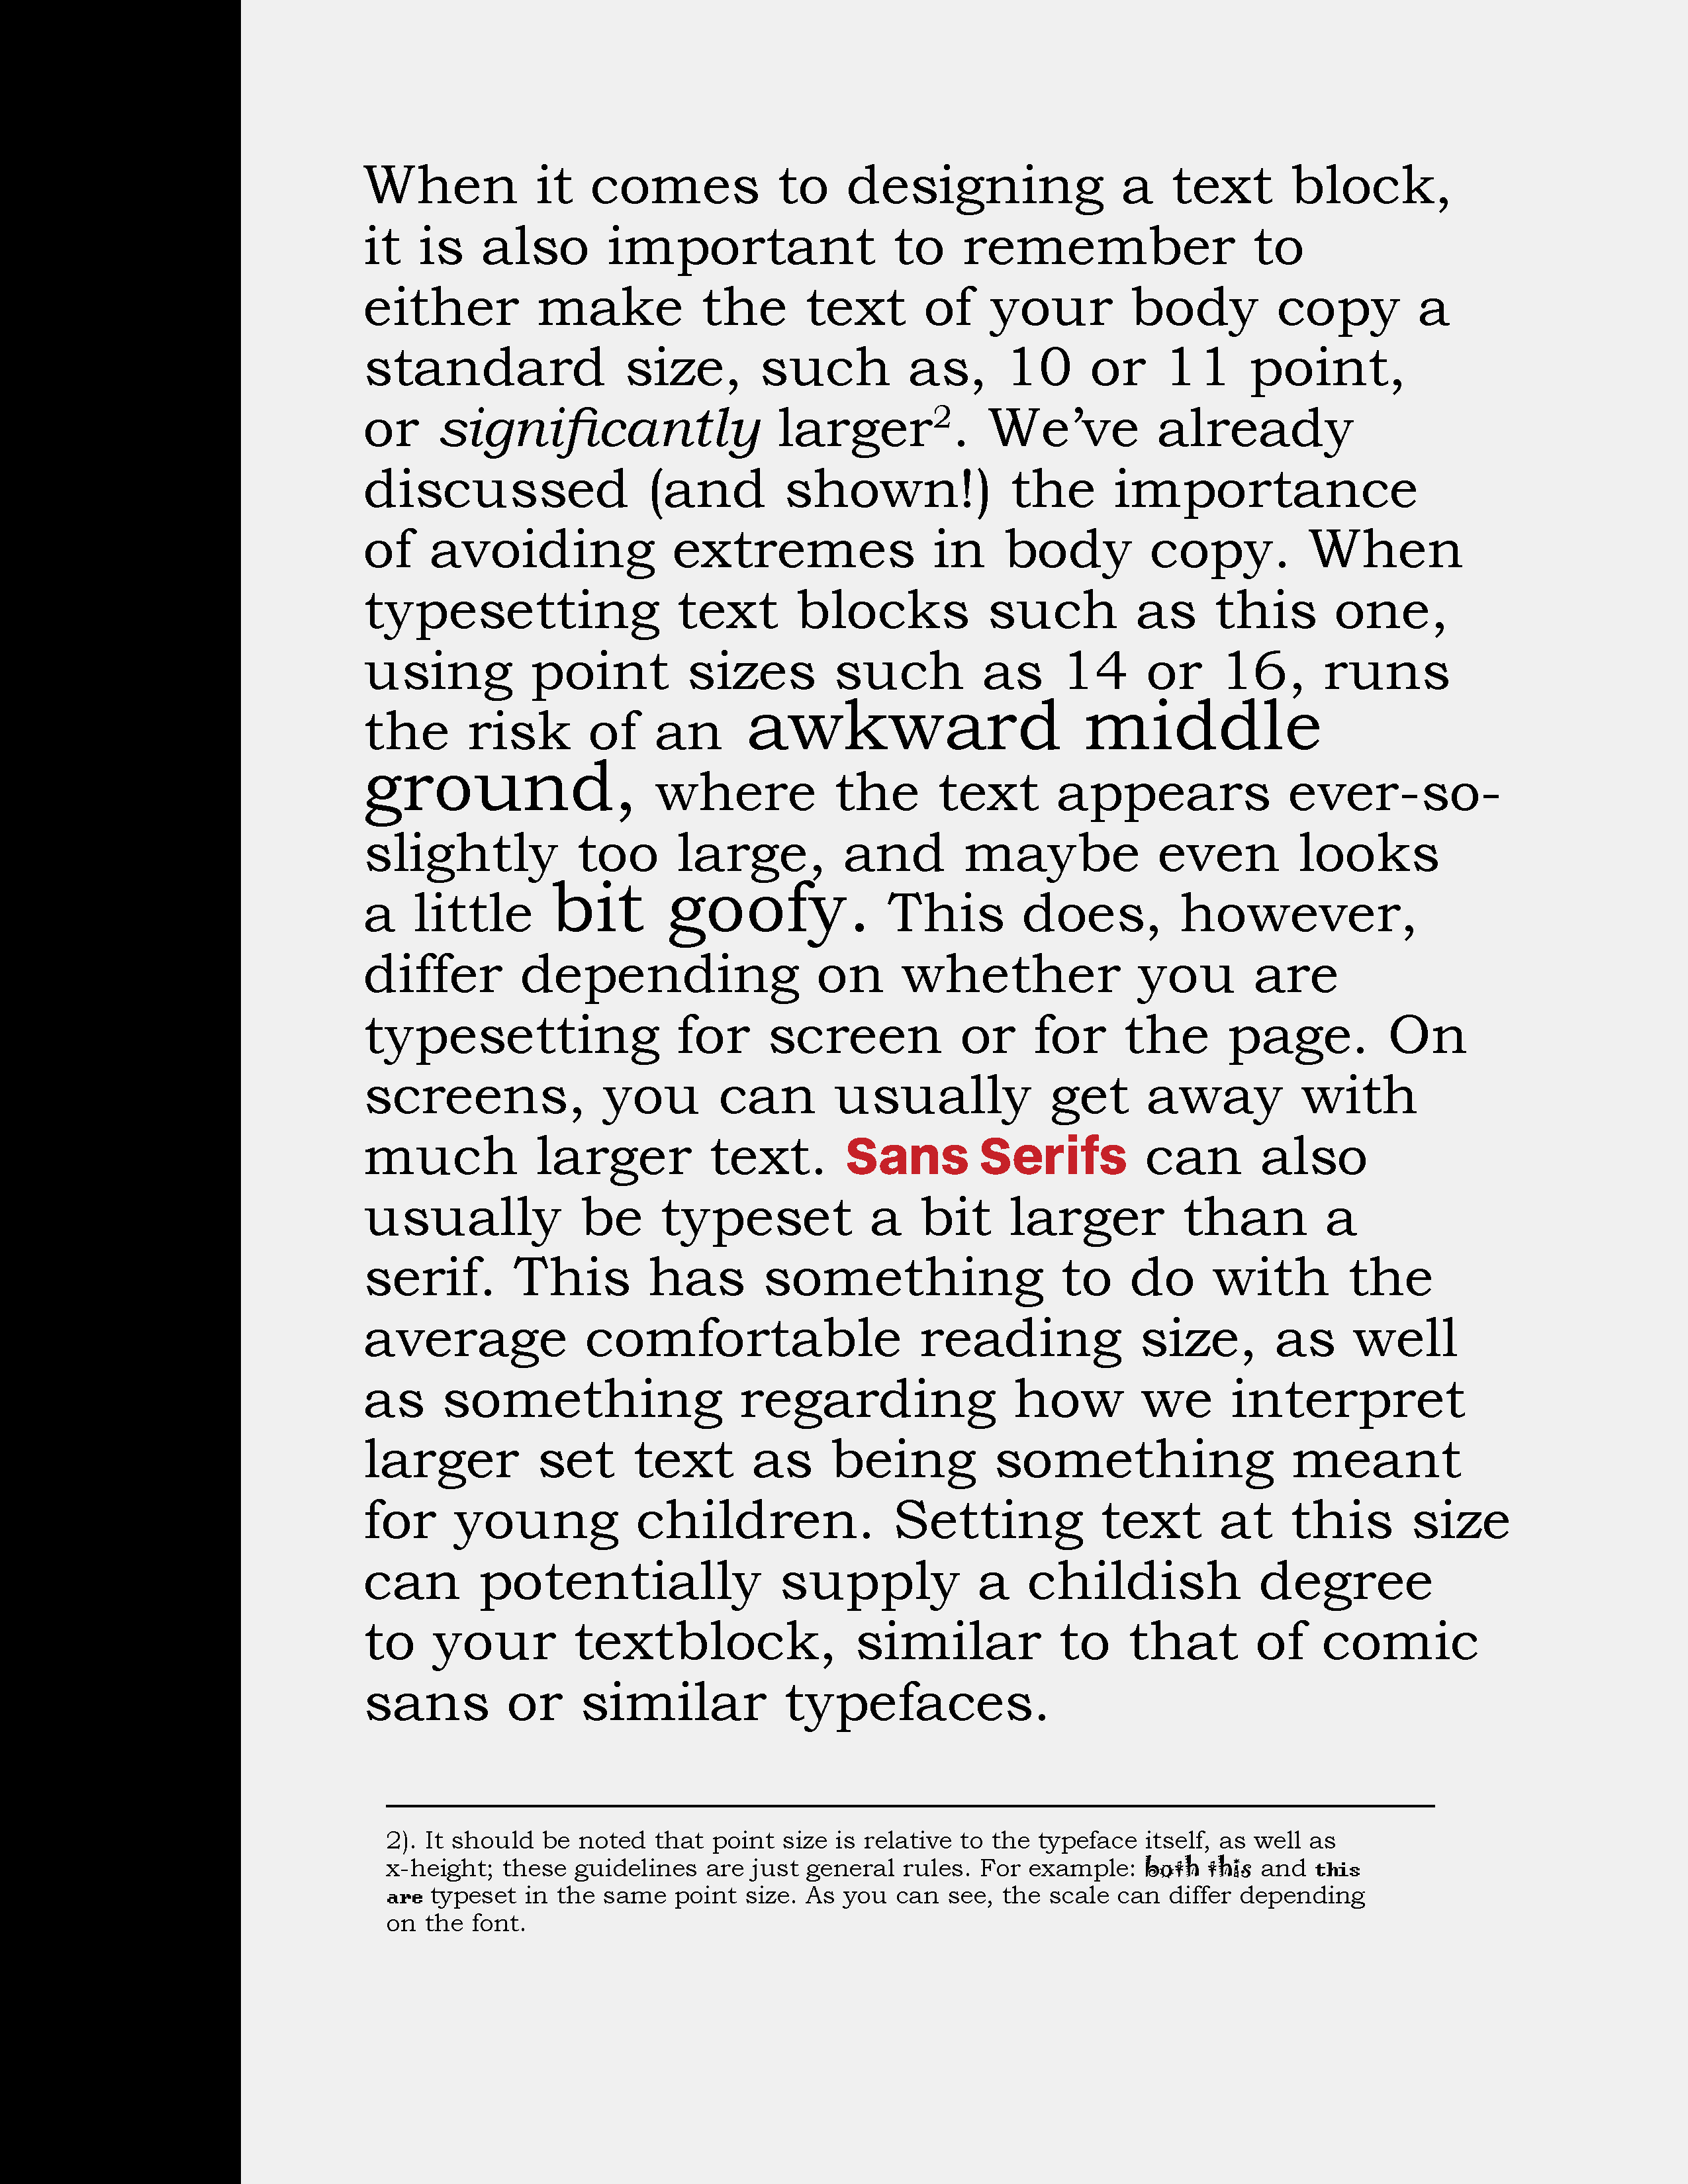 When it comes to designing a text block,
it is also important to remember to
either make the text of your body copy a
standard size, such as, 10 or 11 point,
or significantly larger². We’ve already
discussed (and shown!) the importance
of avoiding extremes in body copy. When
typesetting text blocks such as this one,
using point sizes such as 14 or 16, runs
the risk of an awkward middle
ground, where the text appears ever-so-
slightly too large, and maybe even looks
a little bit goofy. This does, however,
differ depending on whether you are
typesetting for screen or for the page. On
screens, you can usually get away with
much larger text. Sans Serifs can also
usually be typeset a bit larger than a
serif. This has something to do with the
average comfortable reading size, as well
as something regarding how we interpret
larger set text as being something meant
for young children. Setting text at this size
can potentially supply a childish degree
to your textblock, similar to that of comic
sans or similar typefaces.
2). It should be noted that point size is relative to the typeface itself, as well as
x-height; these guidelines are just general rules. For example: both this and this
are typeset in the same point size. As you can see, the scale can differ depending
on the font.